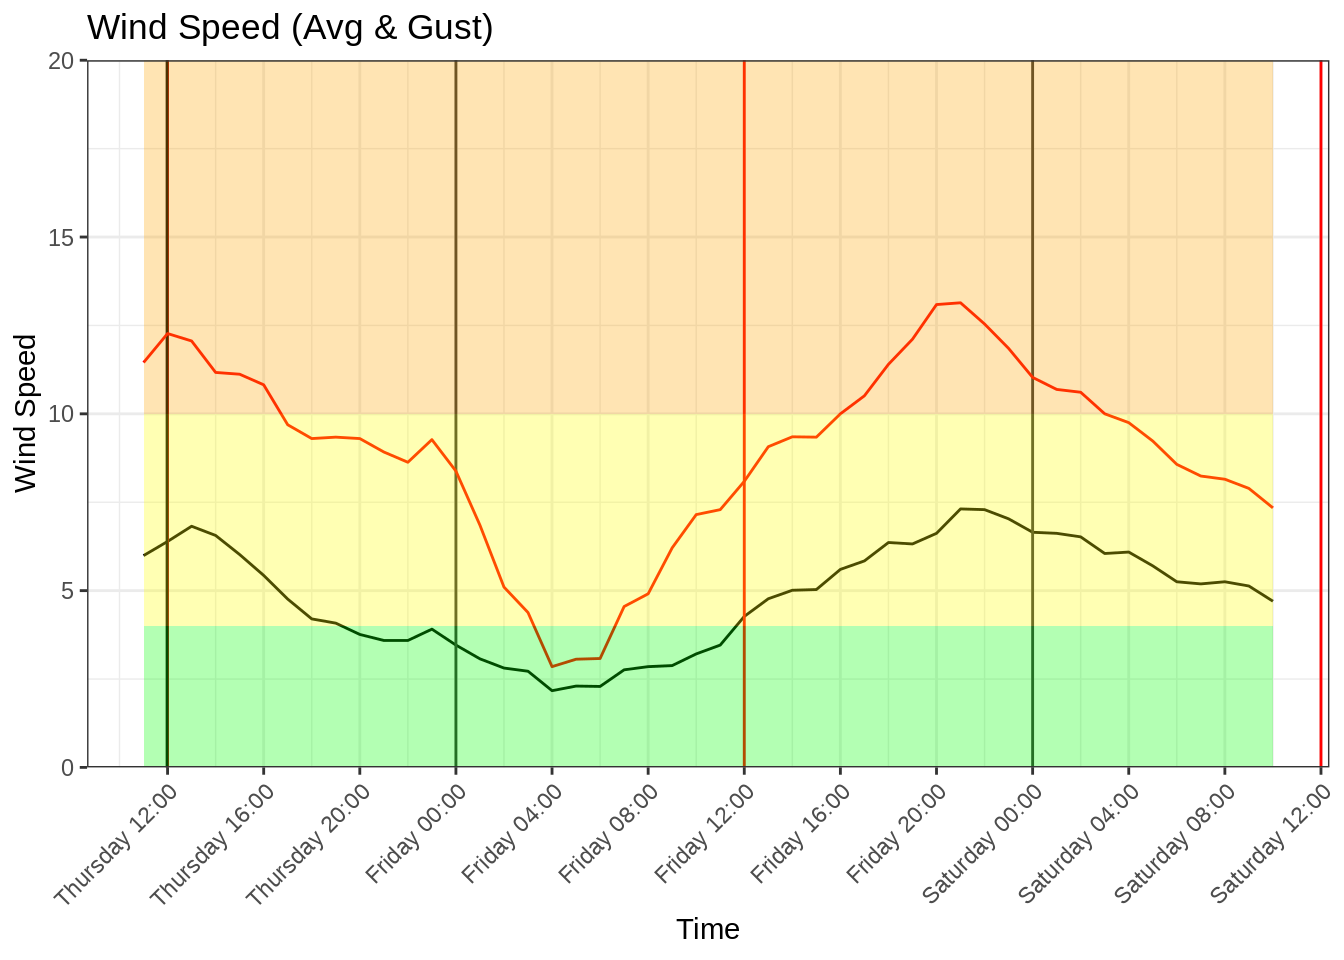 Wind Speed (Avg & Gust)
Wind Speed
20
15
10
5
0
Thursday 12:00
Thursday 16:00
Thursday 20:00
Friday 00:00
Friday 04:00
Friday 08:00
Friday 12:00
Friday 16:00
Friday 20:00
Saturday 00:00
Saturday 04:00
Saturday 08:00
Saturday 12:00
Time